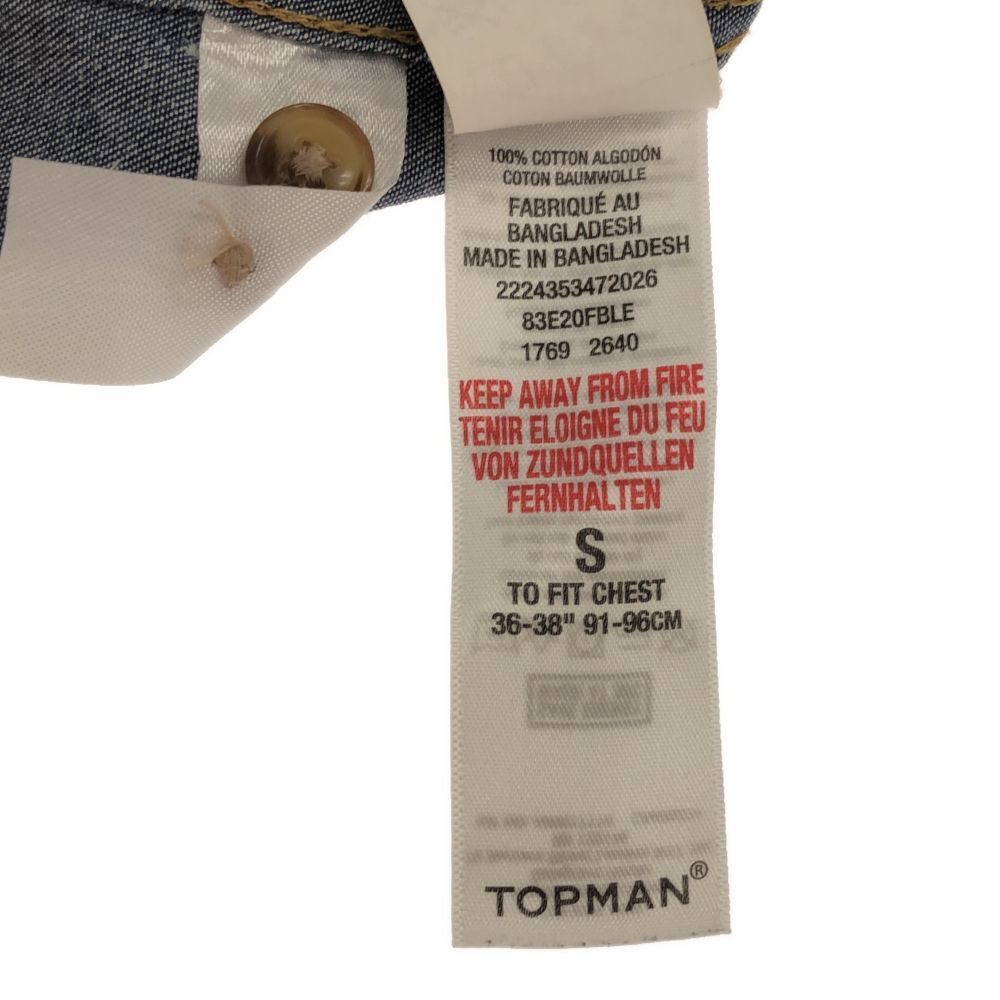 100% COTTON ALGODÓN
COTON BAUMWOLLE
FABRIQUÉ AU
BANGLADESH
MADE IN BANGLADESH
2224353472026
83E20FBLE
1769 2640
KEEP AWAY FROM FIRE
TENIR ELOIGNE DU FEU
VON ZUNDQUELLEN
FERNHALTEN
S
TO FIT CHEST
36-38" 91-96CM
TOPMAN®